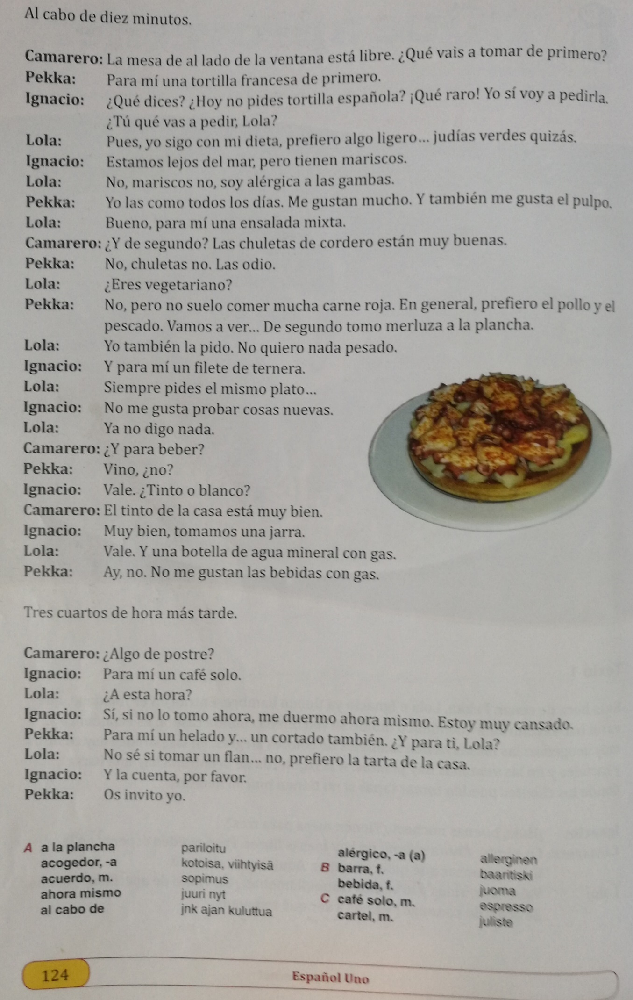 Al cabo de diez minutos.
Camarero: La mesa de al lado de la ventana está libre. ¿Qué vais a tomar de primero?
Pekka: Para mí una tortilla francesa de primero.
Ignacio: ¿Qué dices? ¿Hoy no pides tortilla española? ¡Qué raro! Yo sí voy a pedirla.
¿Tú qué vas a pedir, Lola?
Lola: Pues, yo sigo con mi dieta, prefiero algo ligero... judías verdes quizás.
Ignacio: Estamos lejos del mar, pero tienen mariscos.
Lola: No, mariscos no, soy alérgica a las gambas.
Pekka: Yo las como todos los días. Me gustan mucho. Y también me gusta el pulpo.
Lola: Bueno, para mí una ensalada mixta.
Camarero: ¿Y de segundo? Las chuletas de cordero están muy buenas.
Pekka: No, chuletas no. Las odio.
Lola: ¿Eres vegetariano?
Pekka: No, pero no suelo comer mucha carne roja. En general, prefiero el pollo y el
pescado. Vamos a ver... De segundo tomo merluza a la plancha.
Lola: Yo también la pido. No quiero nada pesado.
Ignacio: Y para mí un filete de ternera.
Lola: Siempre pides el mismo plato...
Ignacio: No me gusta probar cosas nuevas.
Lola: Ya no digo nada.
Camarero: ¿Y para beber?
Pekka: Vino, ¿no?
Ignacio: Vale. ¿Tinto o blanco?
Camarero: El tinto de la casa está muy bien.
Ignacio: Muy bien, tomamos una jarra.
Lola: Vale. Y una botella de agua mineral con gas.
Pekka: Ay, no. No me gustan las bebidas con gas.
Tres cuartos de hora más tarde.
Camarero: ¿Algo de postre?
Ignacio: Para mí un café solo.
Lola: ¿A esta hora?
Ignacio: Sí, si no lo tomo ahora, me duermo ahora mismo. Estoy muy cansado.
Pekka: Para mí un helado y... un cortado también. ¿Y para ti, Lola?
Lola: No sé si tomar un flan... no, prefiero la tarta de la casa.
Ignacio: Y la cuenta, por favor.
Pekka: Os invito yo.
A a la plancha pariloitu
acogedor, -a kotoisa, viihtyisä
acuerdo, m. sopimus
ahora mismo juuri nyt
al cabo de jnk ajan kuluttua
alérgico, -a (a) allerginen
B barra, f. baaritiski
bebida, f. juoma
C café solo, m. espresso
cartel, m. juliste
124
Español Uno